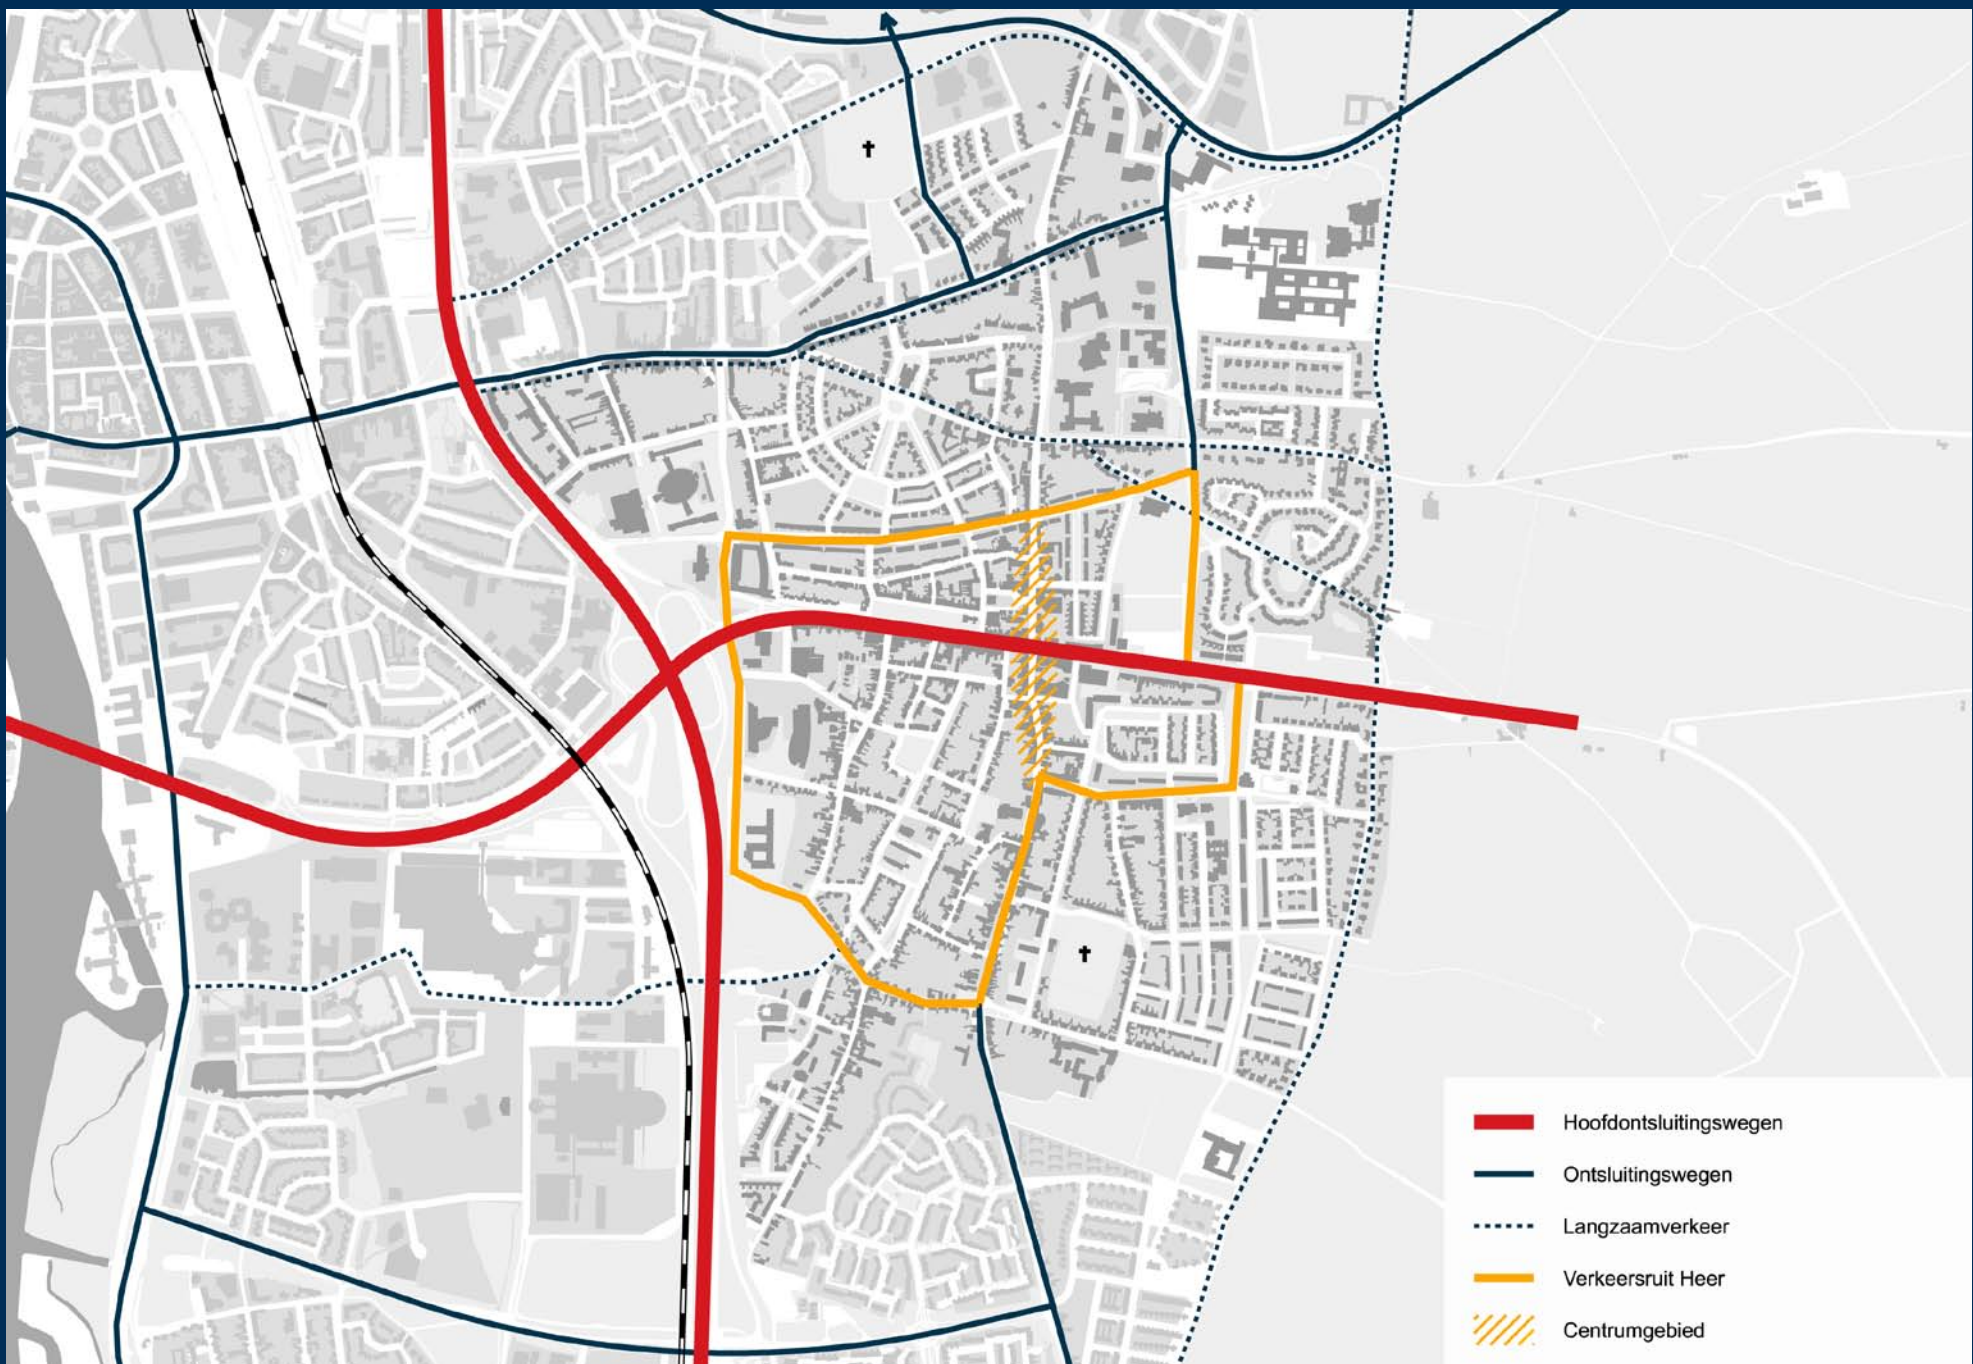 Hoofdontsluitingswegen
Ontsluitingswegen
Langzaamverkeer
Verkeersruit Heer
Centrumgebied